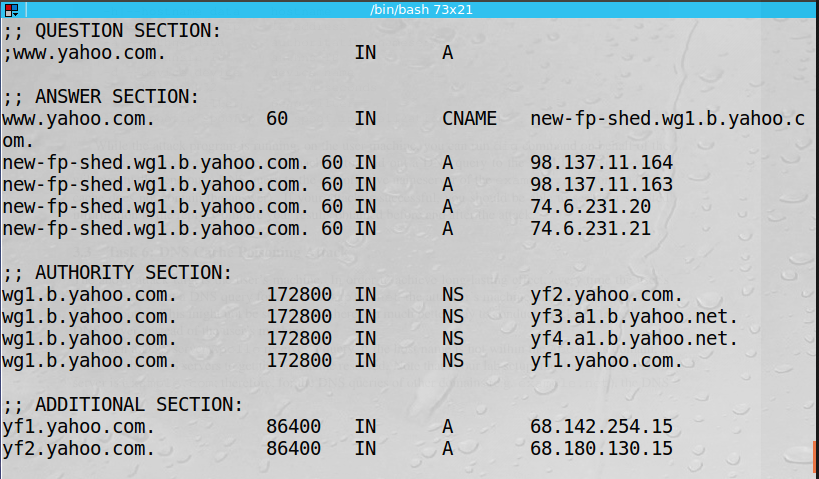 /bin/bash 73x21
;; QUESTION SECTION:
;www.yahoo.com. IN A
;; ANSWER SECTION:
www.yahoo.com. 60 IN CNAME new-fp-shed.wg1.b.yahoo.c
om.
new-fp-shed.wg1.b.yahoo.com. 60 IN A 98.137.11.164
new-fp-shed.wg1.b.yahoo.com. 60 IN A 98.137.11.163
new-fp-shed.wg1.b.yahoo.com. 60 IN A 74.6.231.20
new-fp-shed.wg1.b.yahoo.com. 60 IN A 74.6.231.21
;; AUTHORITY SECTION:
wg1.b.yahoo.com. 172800 IN NS yf2.yahoo.com.
wg1.b.yahoo.com. 172800 IN NS yf3.a1.b.yahoo.net.
wg1.b.yahoo.com. 172800 IN NS yf4.a1.b.yahoo.net.
wg1.b.yahoo.com. 172800 IN NS yf1.yahoo.com.
;; ADDITIONAL SECTION:
yf1.yahoo.com. 86400 IN A 68.142.254.15
yf2.yahoo.com. 86400 IN A 68.180.130.15